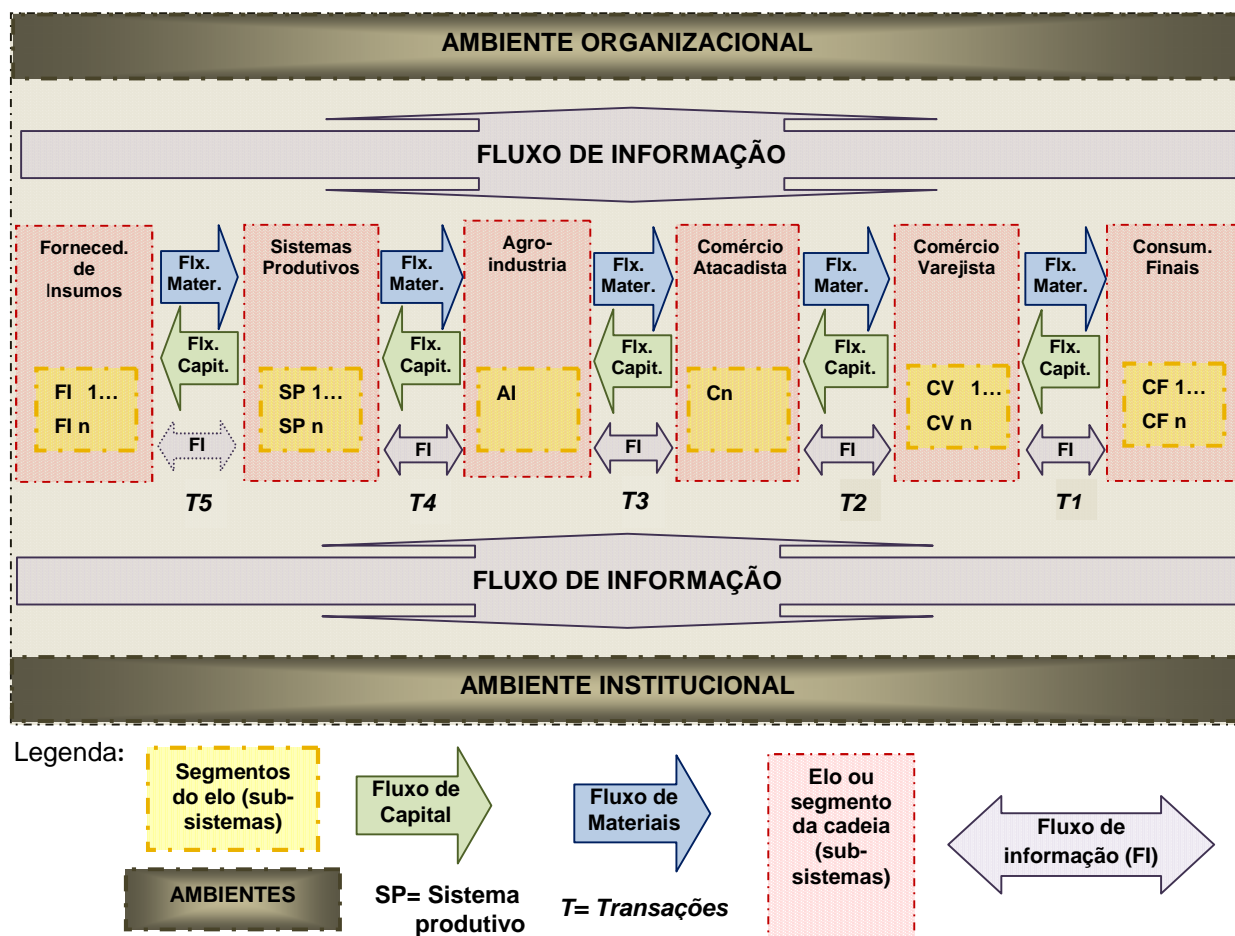 AMBIENTE ORGANIZACIONAL
FLUXO DE INFORMAÇÃO
Forneced.
de
Insumos
FI 1...
FI n
Flx.
Mater.
Flx.
Capit.
FI
T5
Sistemas
Produtivos
SP 1...
SP n
Flx.
Mater.
Flx.
Capit.
FI
T4
Agro-
industria
AI
Flx.
Mater.
Flx.
Capit.
FI
T3
Comércio
Atacadista
Cn
Flx.
Mater.
Flx.
Capit.
FI
T2
Comércio
Varejista
CV 1...
CV n
Flx.
Mater.
Flx.
Capit.
FI
T1
Consum.
Finais
CF 1...
CF n
FLUXO DE INFORMAÇÃO
AMBIENTE INSTITUCIONAL
Legenda:
Segmentos
do elo (sub-
sistemas)
Fluxo de
Capital
Fluxo de
Materiais
Elo ou
segmento
da cadeia
(sub-
sistemas)
Fluxo de
informação (FI)
AMBIENTES
SP= Sistema
produtivo
T= Transações